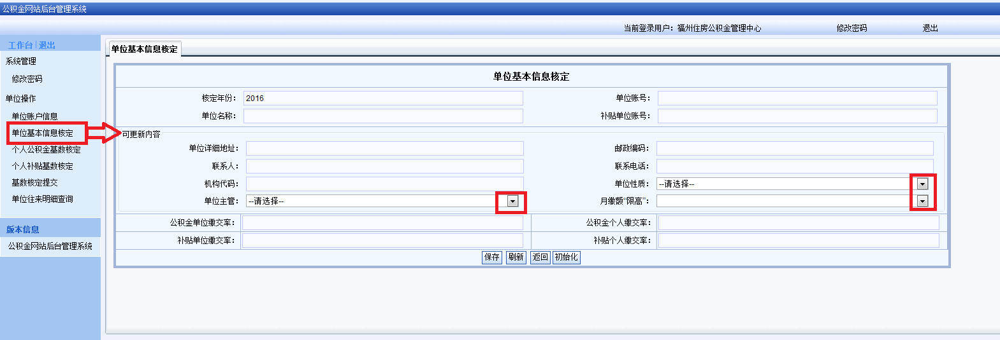 公积金网站后台管理系统
当前登录用户：福州住房公积金管理中心 修改密码 退出
工作台|退出
系统管理
修改密码
单位操作
单位账户信息
单位基本信息核定
个人公积金基数核定
个人补贴基数核定
基数核定提交
单位往来明细查询
版本信息
公积金网站后台管理系统
单位基本信息核定
单位基本信息核定
核定年份： 2016 单位账号：
单位名称： 补贴单位账号：
可更新内容
单位详细地址： 邮政编码：
联系人： 联系电话：
机构代码： 单位性质： --请选择--
单位主管： --请选择-- 月缴额“限高”：
公积金单位缴交率： 公积金个人缴交率：
补贴单位缴交率： 补贴个人缴交率：
保存 刷新 返回 初始化